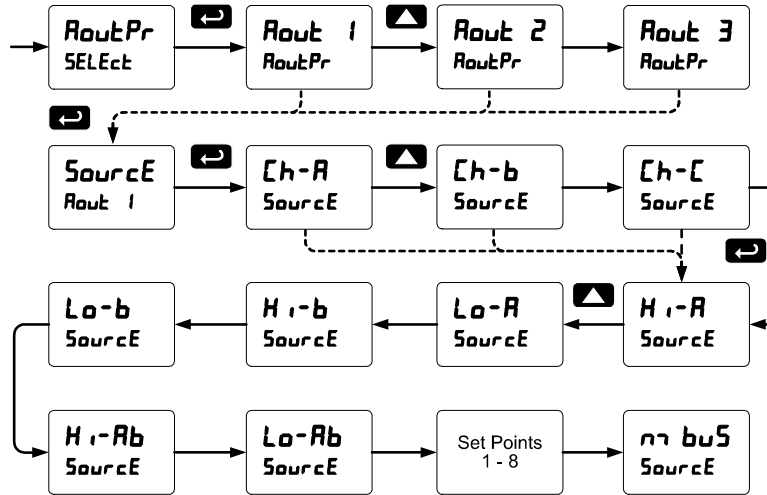 AoutPr
SELEct
Aout 1
AoutPr
Aout 2
AoutPr
Aout 3
AoutPr
SourcE
Aout 1
Ch-A
SourcE
Ch-b
SourcE
Ch-C
SourcE
Lo-b
SourcE
Hi-b
SourcE
Lo-A
SourcE
Hi-A
SourcE
Hi-Ab
SourcE
Lo-Ab
SourcE
Set Points
1 - 8
m buS
SourcE